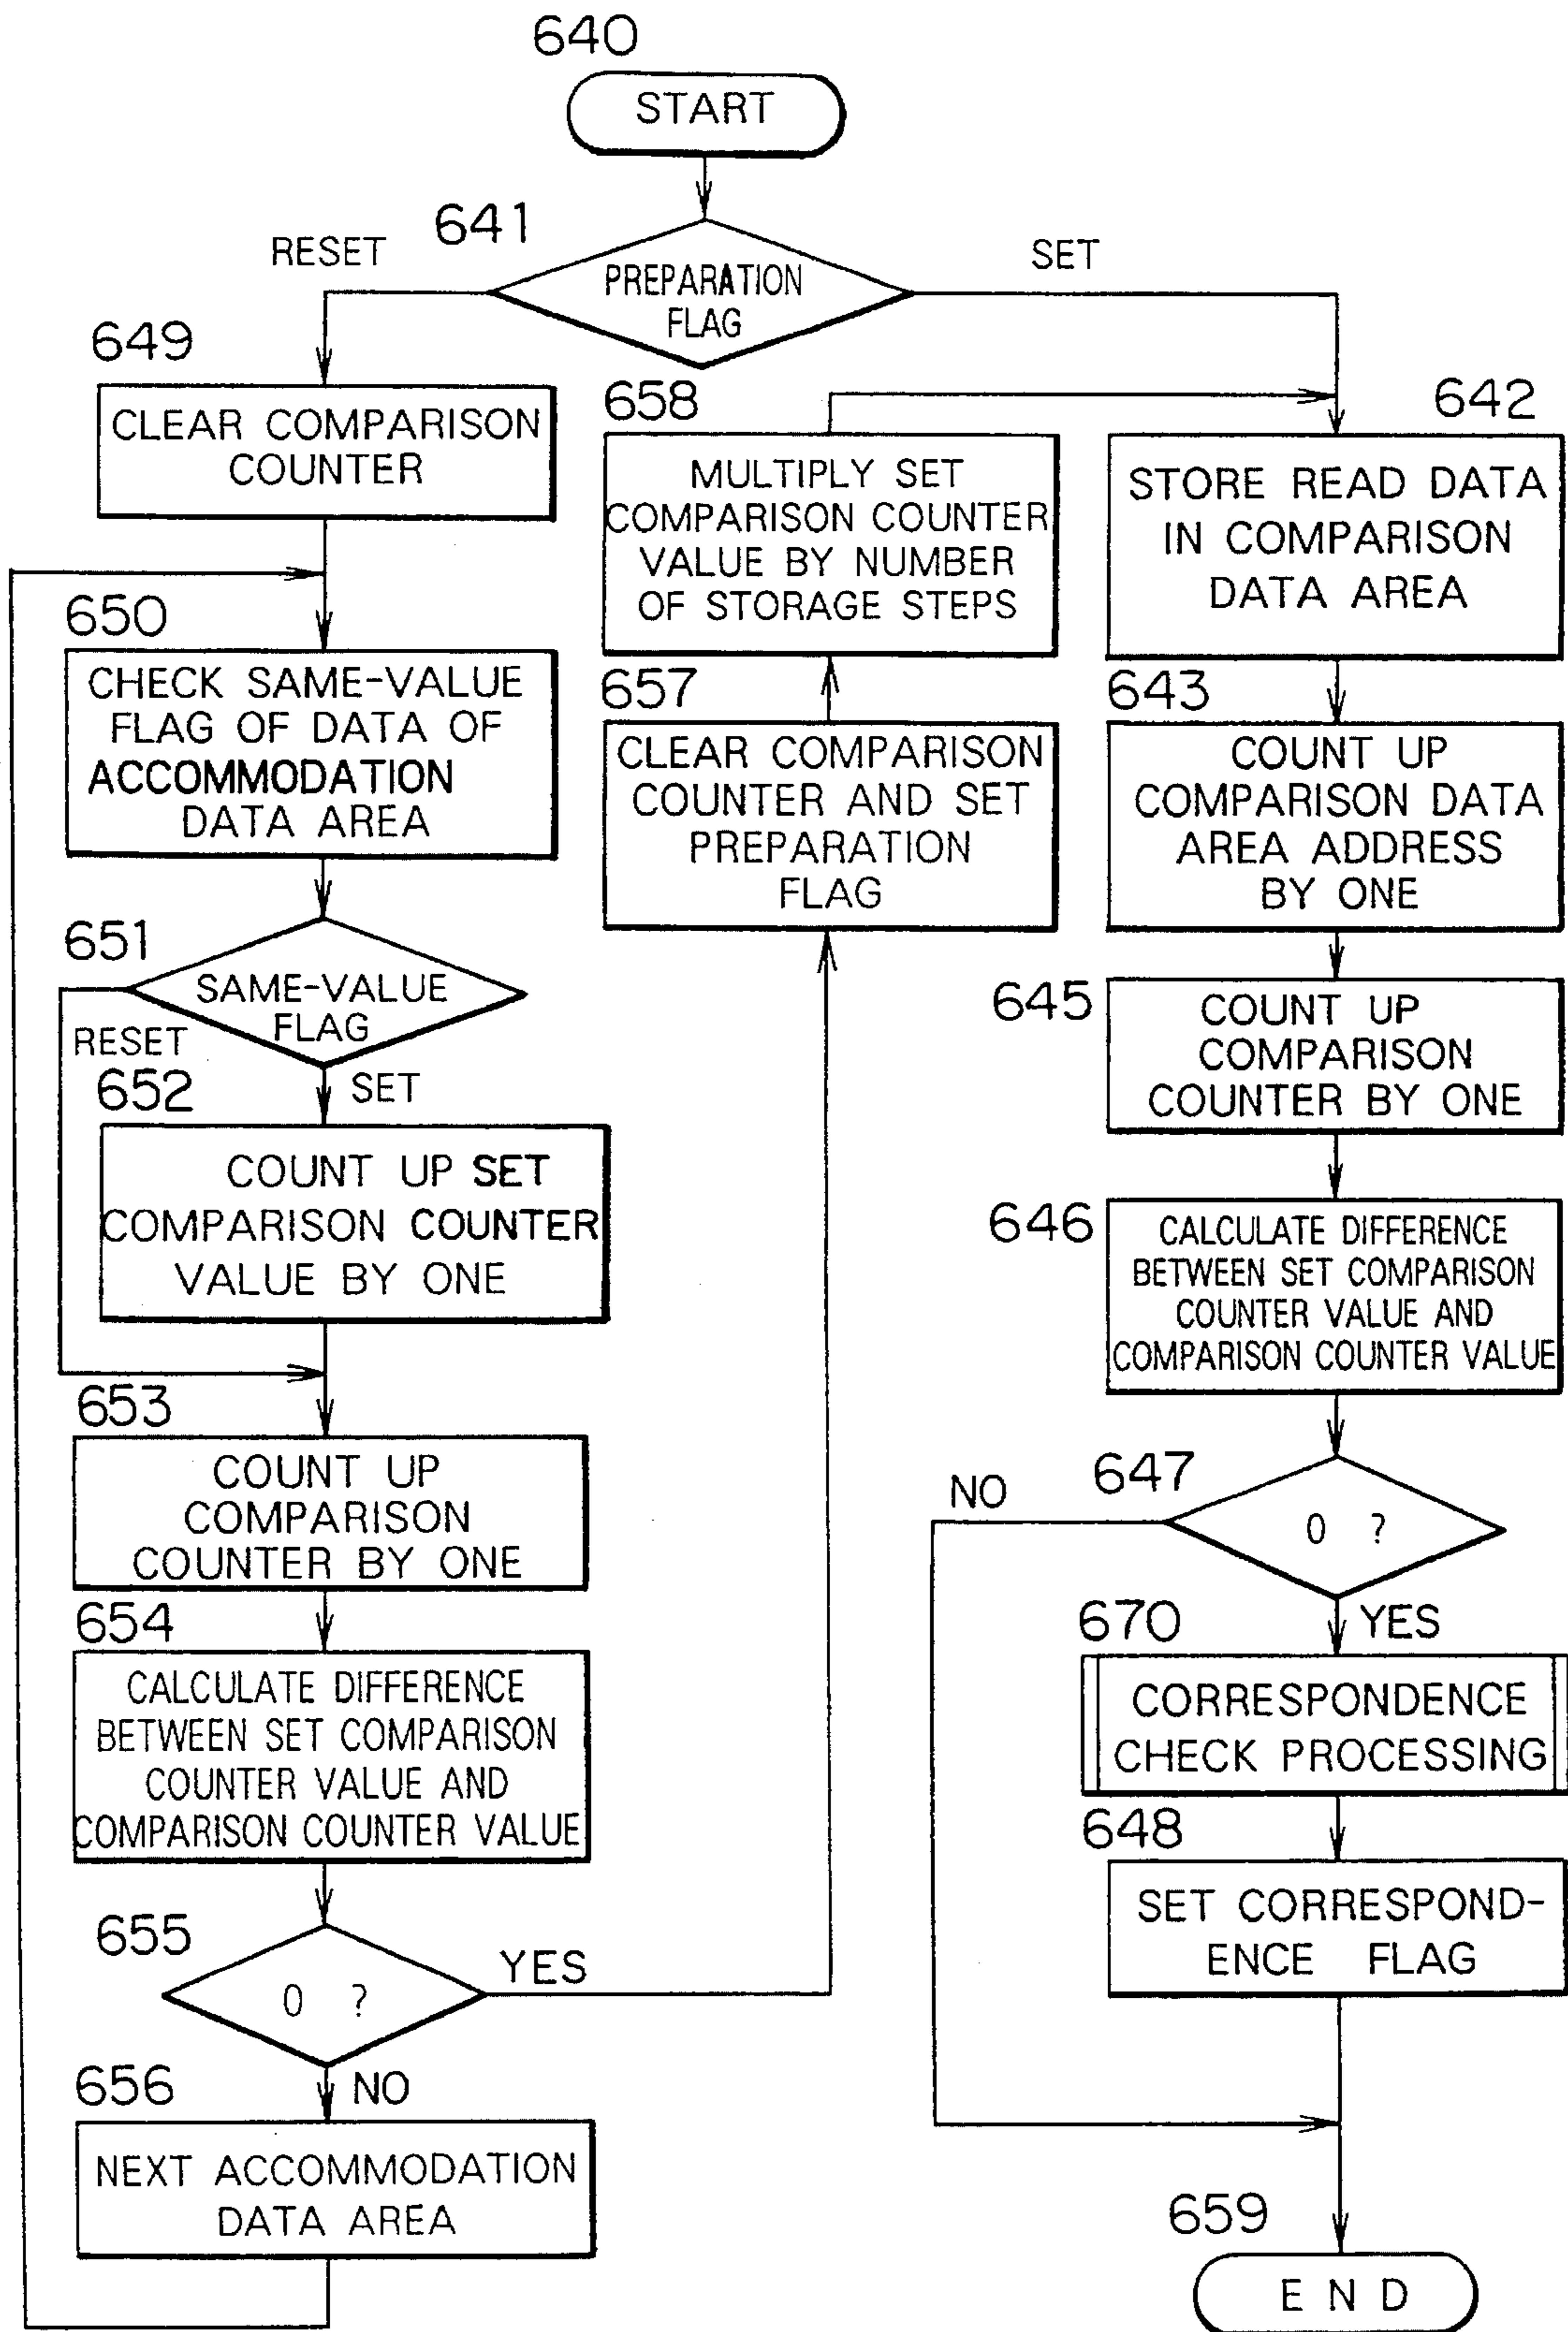 640
START
641
RESET
SET
PREPARATION
FLAG
649
CLEAR COMPARISON
COUNTER
650
CHECK SAME-VALUE
FLAG OF DATA OF
ACCOMMODATION
DATA AREA
651
SAME-VALUE
FLAG
RESET
SET
652
COUNT UP SET
COMPARISON COUNTER
VALUE BY ONE
653
COUNT UP
COMPARISON
COUNTER BY ONE
654
CALCULATE DIFFERENCE
BETWEEN SET COMPARISON
COUNTER VALUE AND
COMPARISON COUNTER VALUE
655
0 ?
YES
NO
656
NEXT ACCOMMODATION
DATA AREA
658
MULTIPLY SET
COMPARISON COUNTER
VALUE BY NUMBER
OF STORAGE STEPS
657
CLEAR COMPARISON
COUNTER AND SET
PREPARATION
FLAG
642
STORE READ DATA
IN COMPARISON
DATA AREA
643
COUNT UP
COMPARISON DATA
AREA ADDRESS
BY ONE
645
COUNT UP
COMPARISON
COUNTER BY ONE
646
CALCULATE DIFFERENCE
BETWEEN SET COMPARISON
COUNTER VALUE AND
COMPARISON COUNTER VALUE
647
NO
0 ?
YES
670
CORRESPONDENCE
CHECK PROCESSING
648
SET CORRESPOND-
ENCE FLAG
659
END